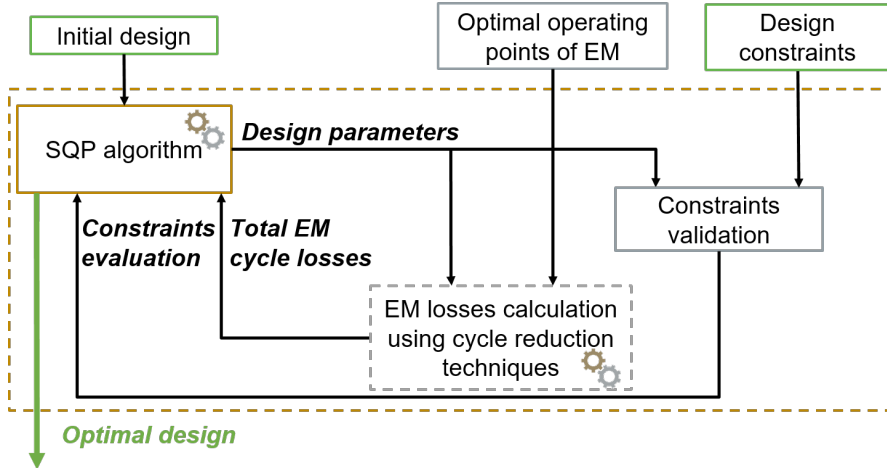 Initial design
Optimal operating
points of EM
Design
constraints
SQP algorithm
Design parameters
Constraints
evaluation
Total EM
cycle losses
Constraints
validation
EM losses calculation
using cycle reduction
techniques
Optimal design